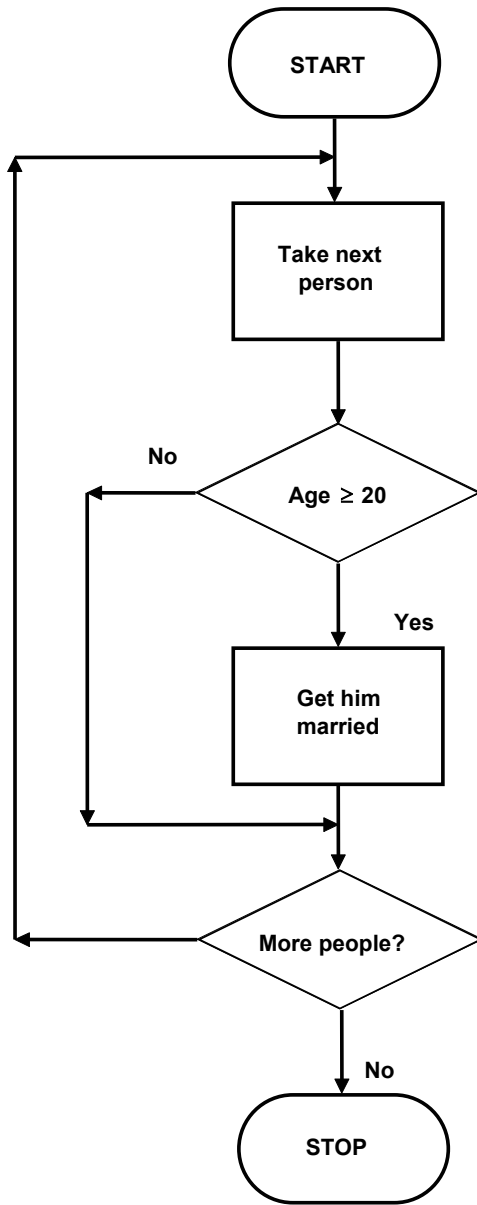 START
Take next
person
No
Age ≥ 20
Yes
Get him
married
More people?
No
STOP